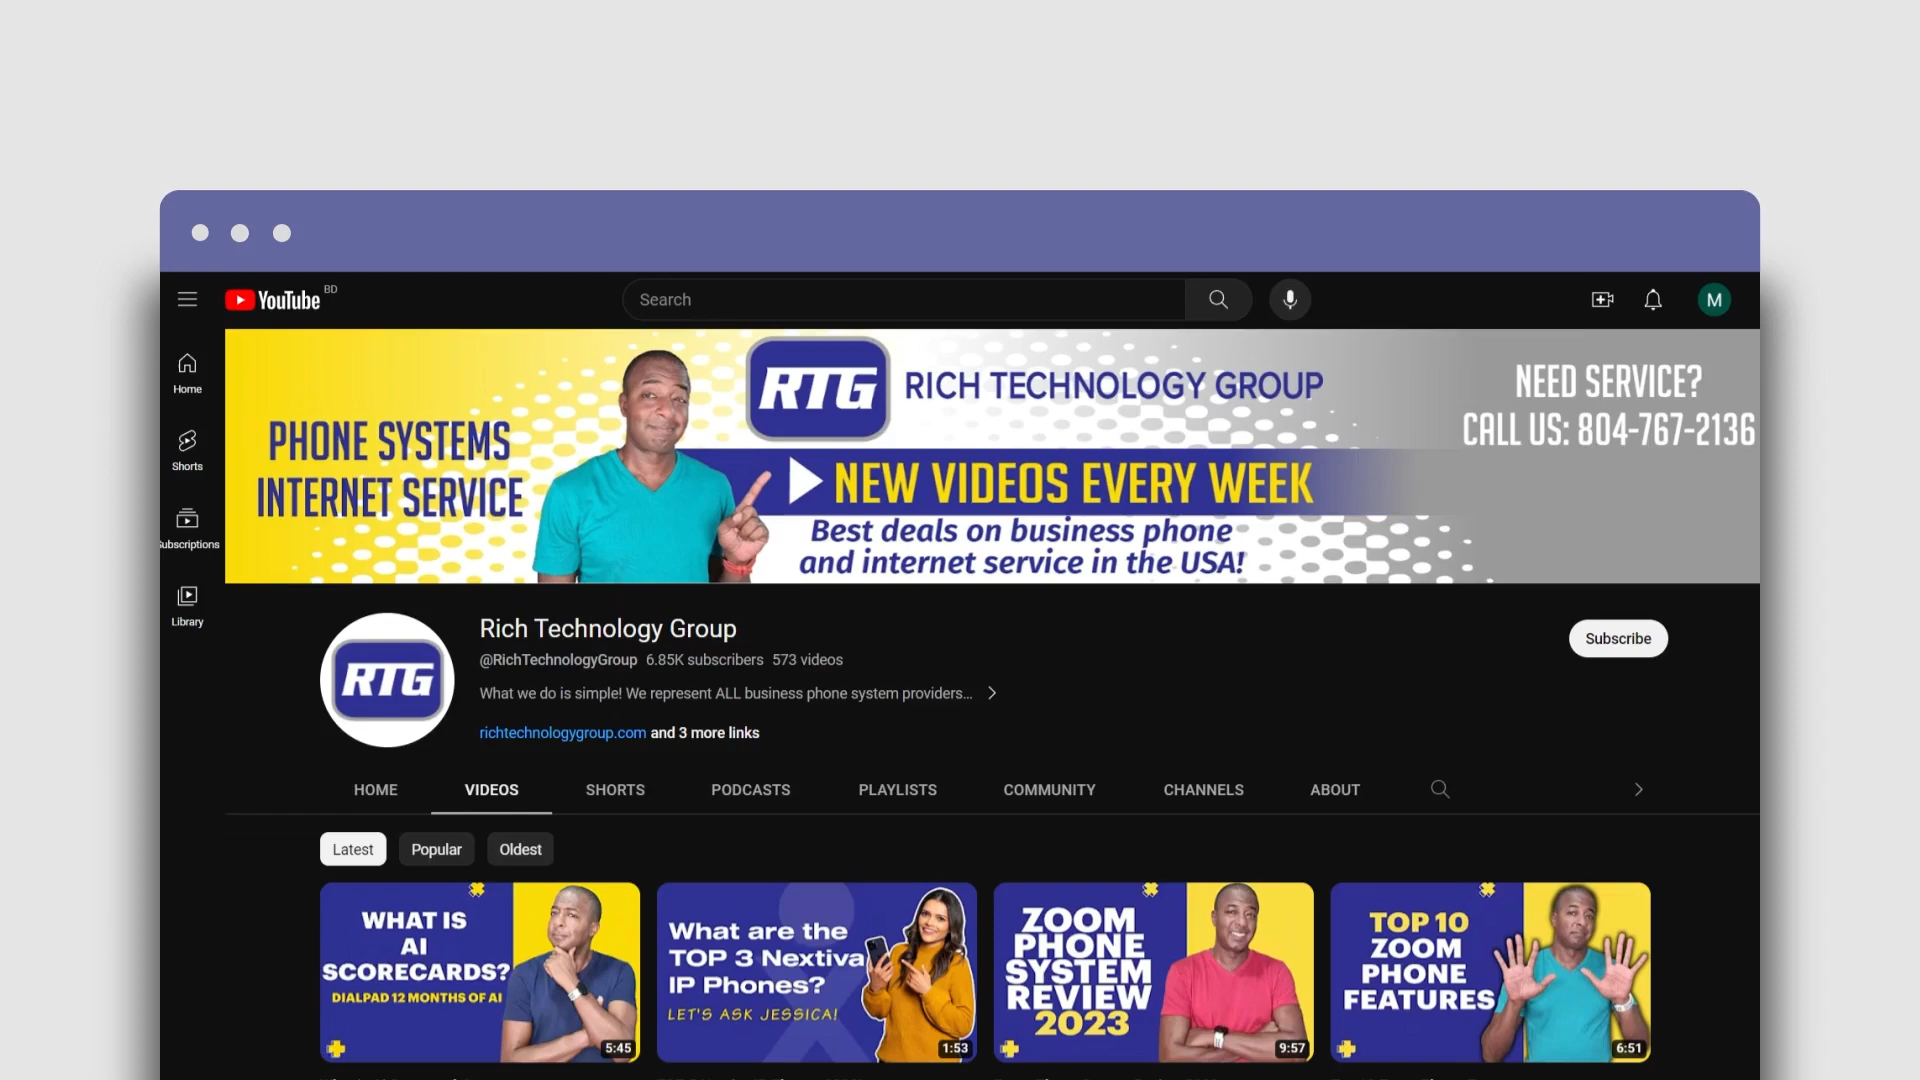 YouTube BD
Search
M
Home
Shorts
Subscriptions
Library
PHONE SYSTEMS
INTERNET SERVICE
RTG RICH TECHNOLOGY GROUP
NEW VIDEOS EVERY WEEK
Best deals on business phone
and internet service in the USA!
NEED SERVICE?
CALL US: 804-767-2136
RTG
Rich Technology Group
@RichTechnologyGroup 6.85K subscribers 573 videos
What we do is simple! We represent ALL business phone system providers...
richtechnologygroup.com and 3 more links
Subscribe
HOME VIDEOS SHORTS PODCASTS PLAYLISTS COMMUNITY CHANNELS ABOUT
Latest Popular Oldest
WHAT IS
AI
SCORECARDS?
DIALPAD 12 MONTHS OF AI
5:45
What are the
TOP 3 Nextiva
IP Phones?
LET'S ASK JESSICA!
1:53
ZOOM
PHONE
SYSTEM
REVIEW
2023
9:57
TOP 10
ZOOM
PHONE
FEATURES
6:51